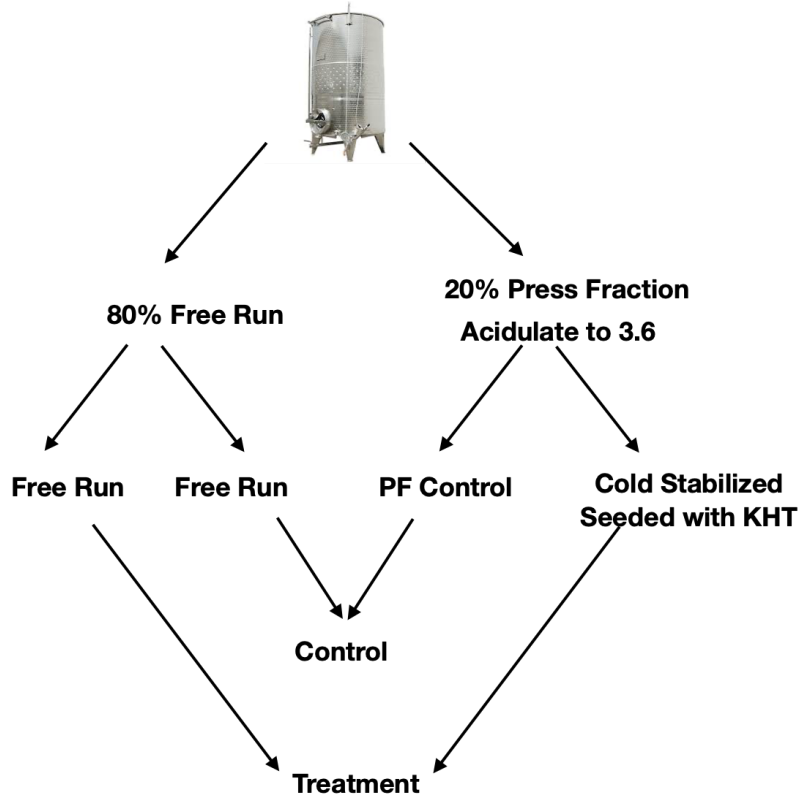 80% Free Run
20% Press Fraction
Acidulate to 3.6
Free Run
Free Run
PF Control
Cold Stabilized
Seeded with KHT
Control
Treatment